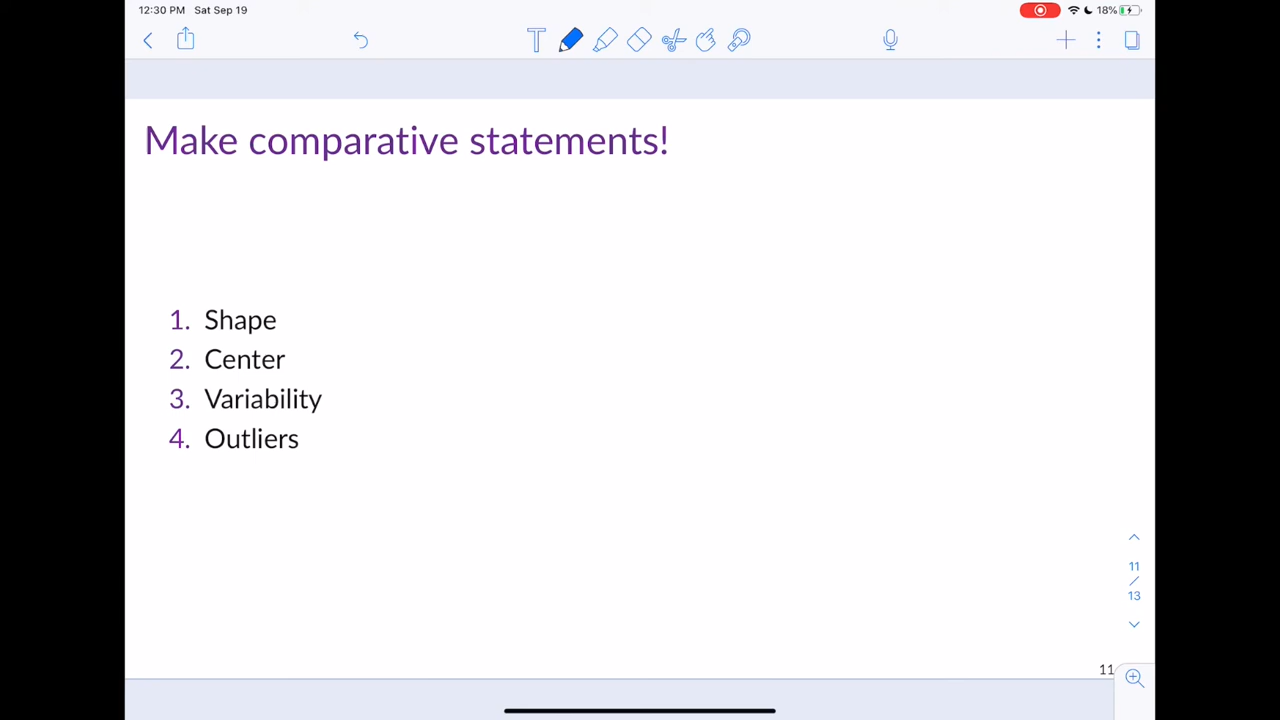 12:30 PM Sat Sep 19
18%
Make comparative statements!
1. Shape
2. Center
3. Variability
4. Outliers
11
/
13
11